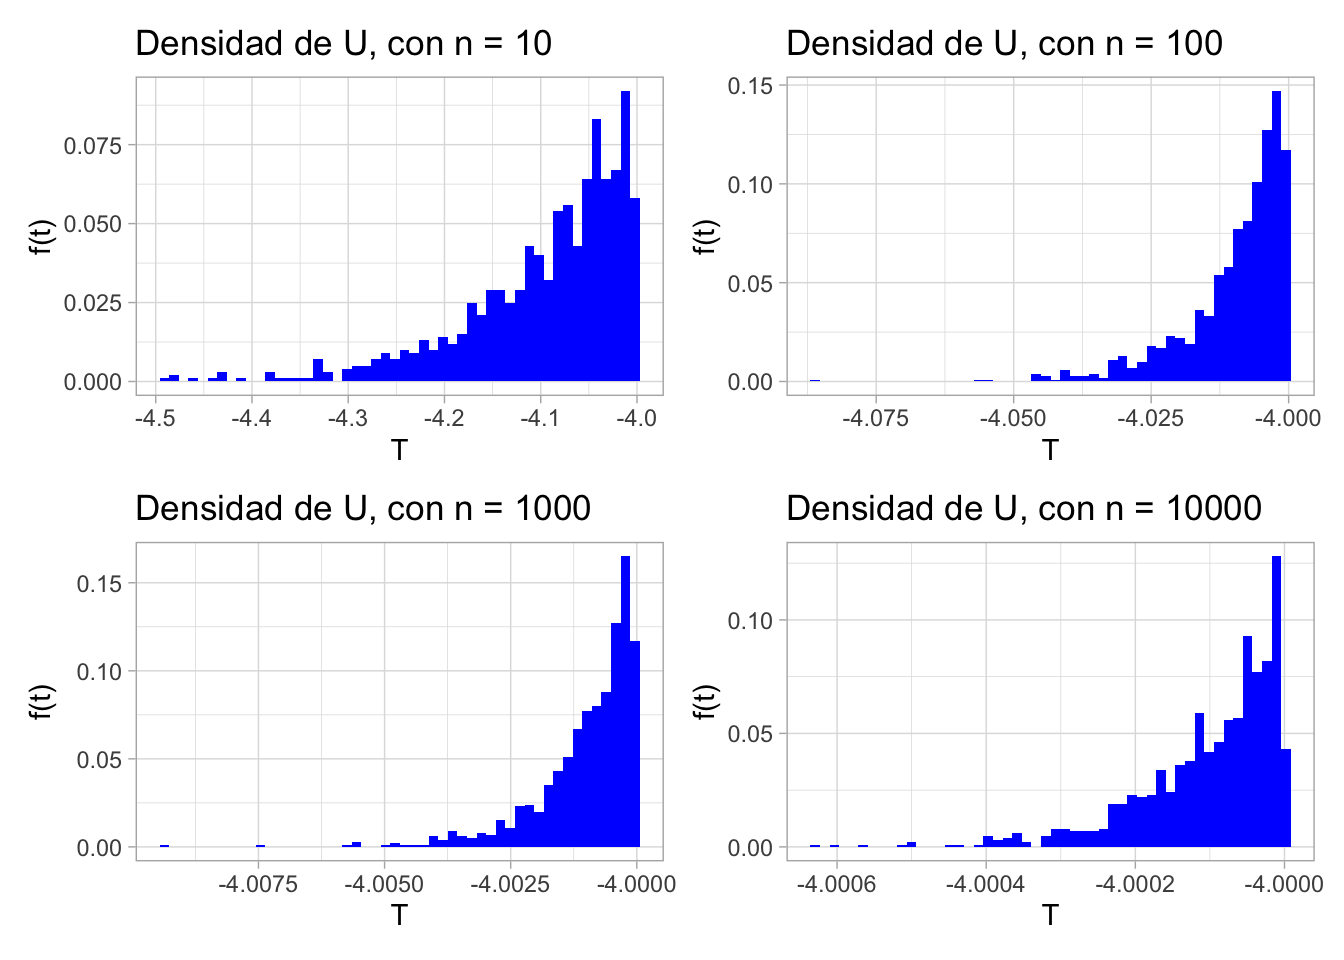 Densidad de U, con n = 10
f(t)
0.075
0.050
0.025
0.000
-4.5 -4.4 -4.3 -4.2 -4.1 -4.0
T
Densidad de U, con n = 100
f(t)
0.15
0.10
0.05
0.00
-4.075 -4.050 -4.025 -4.000
T
Densidad de U, con n = 1000
f(t)
0.15
0.10
0.05
0.00
-4.0075 -4.0050 -4.0025 -4.0000
T
Densidad de U, con n = 10000
f(t)
0.10
0.05
0.00
-4.0006 -4.0004 -4.0002 -4.0000
T